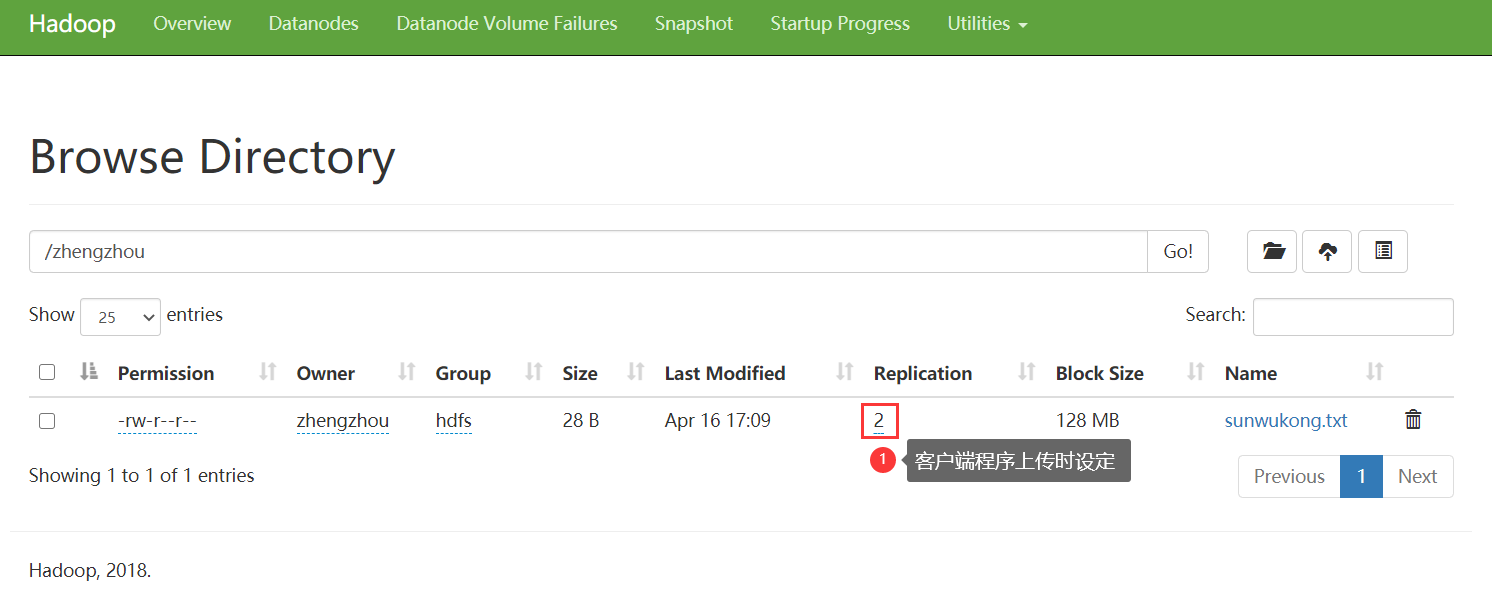 Hadoop Overview Datanodes Datanode Volume Failures Snapshot Startup Progress Utilities
Browse Directory
/zhengzhou Go!
Show 25 entries Search:
Permission Owner Group Size Last Modified Replication Block Size Name
-rw-r--r-- zhengzhou hdfs 28 B Apr 16 17:09 2 128 MB sunwukong.txt
1 客户端程序上传时设定
Showing 1 to 1 of 1 entries Previous 1 Next
Hadoop, 2018.